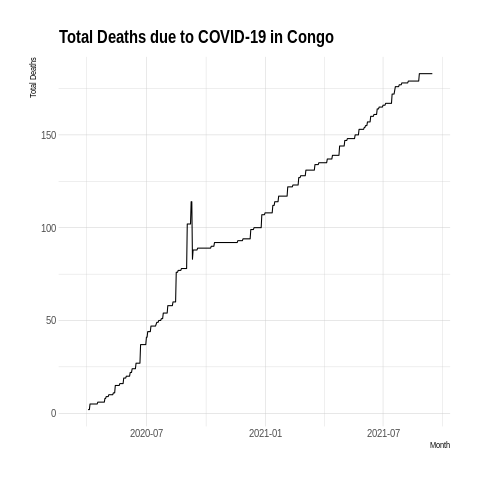 Total Deaths due to COVID-19 in Congo
Total Deaths
150
100
50
0
2020-07
2021-01
2021-07
Month